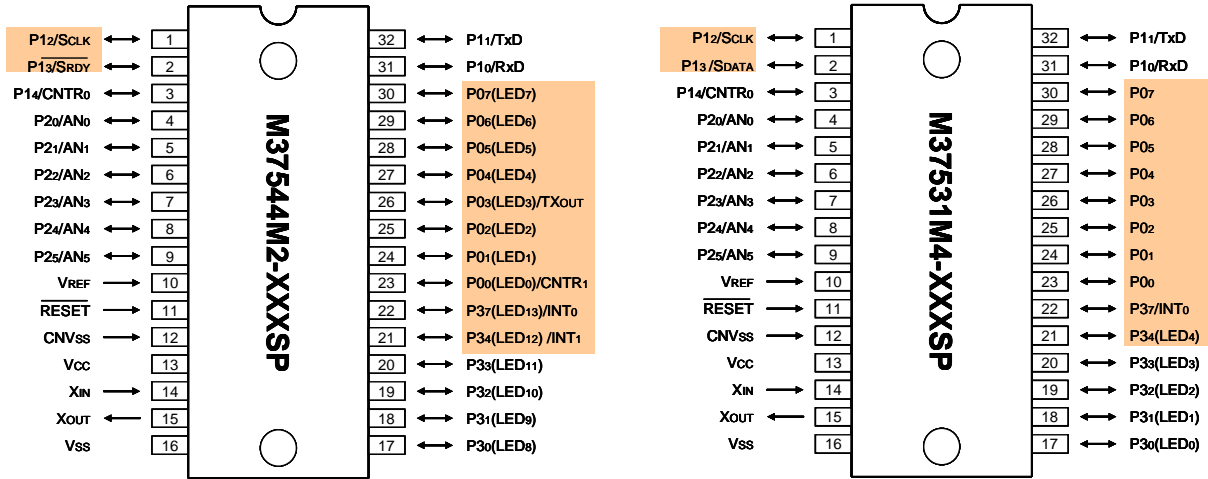 P12/SCLK 1 32 P11/TxD
P13/SRDY 2 31 P10/RxD
P14/CNTR0 3 30 P07(LED7)
P20/AN0 4 29 P06(LED6)
P21/AN1 5 28 P05(LED5)
P22/AN2 6 27 P04(LED4)
P23/AN3 7 26 P03(LED3)/TXOUT
P24/AN4 8 25 P02(LED2)
P25/AN5 9 24 P01(LED1)
VREF 10 23 P00(LED0)/CNTR1
RESET 11 22 P37(LED13)/INT0
CNVSS 12 21 P34(LED12) /INT1
VCC 13 20 P33(LED11)
XIN 14 19 P32(LED10)
XOUT 15 18 P31(LED9)
VSS 16 17 P30(LED8)
M37544M2-XXXSP
P12/SCLK 1 32 P11/TxD
P13 /SDATA 2 31 P10/RxD
P14/CNTR0 3 30 P07
P20/AN0 4 29 P06
P21/AN1 5 28 P05
P22/AN2 6 27 P04
P23/AN3 7 26 P03
P24/AN4 8 25 P02
P25/AN5 9 24 P01
VREF 10 23 P00
RESET 11 22 P37/INT0
CNVSS 12 21 P34(LED4)
VCC 13 20 P33(LED3)
XIN 14 19 P32(LED2)
XOUT 15 18 P31(LED1)
VSS 16 17 P30(LED0)
M37531M4-XXXSP